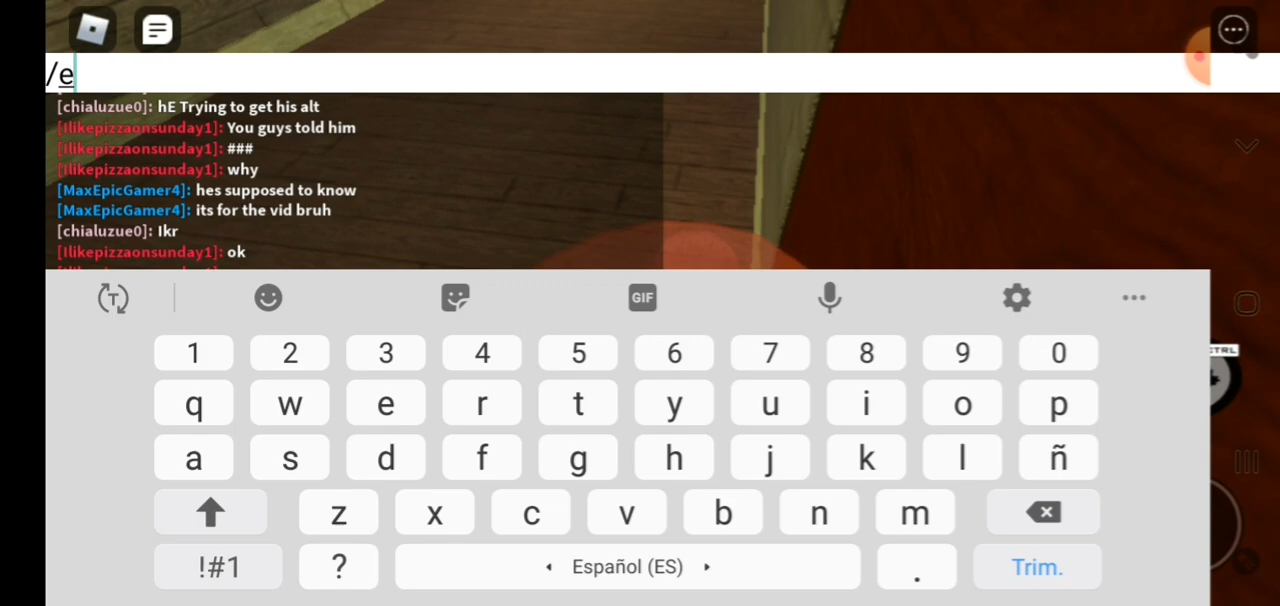 /e
[chialuzue0]: hE Trying to get his alt
[Ilikepizzaonsunday1]: You guys told him
[Ilikepizzaonsunday1]: ###
[Ilikepizzaonsunday1]: why
[MaxEpicGamer4]: hes supposed to know
[MaxEpicGamer4]: its for the vid bruh
[chialuzue0]: Ikr
[Ilikepizzaonsunday1]: ok
T
GIF
1 2 3 4 5 6 7 8 9 0
CTRL
q w e r t y u i o p
a s d f g h j k l ñ
z x c v b n m
!#1 ? Español (ES) . Trim.